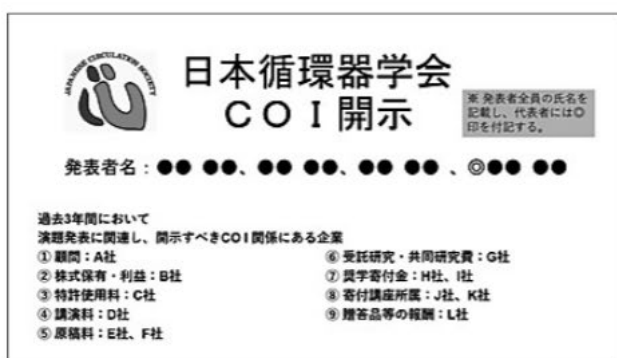 JAPANESE CIRCULATION SOCIETY
日本循環器学会
COI開示
※ 発表者全員の氏名を
記載し、代表者には◎
印を付記する。
発表者名：●● ●●、●● ●●、●● ●● 、◎●● ●●
過去3年間において
演題発表に関連し、開示すべきCOI関係にある企業
① 顧問：A社
② 株式保有・利益：B社
③ 特許使用料：C社
④ 講演料：D社
⑤ 原稿料：E社、F社
⑥ 受託研究・共同研究費：G社
⑦ 奨学寄付金：H社、I社
⑧ 寄付講座所属：J社、K社
⑨ 贈答品等の報酬：L社